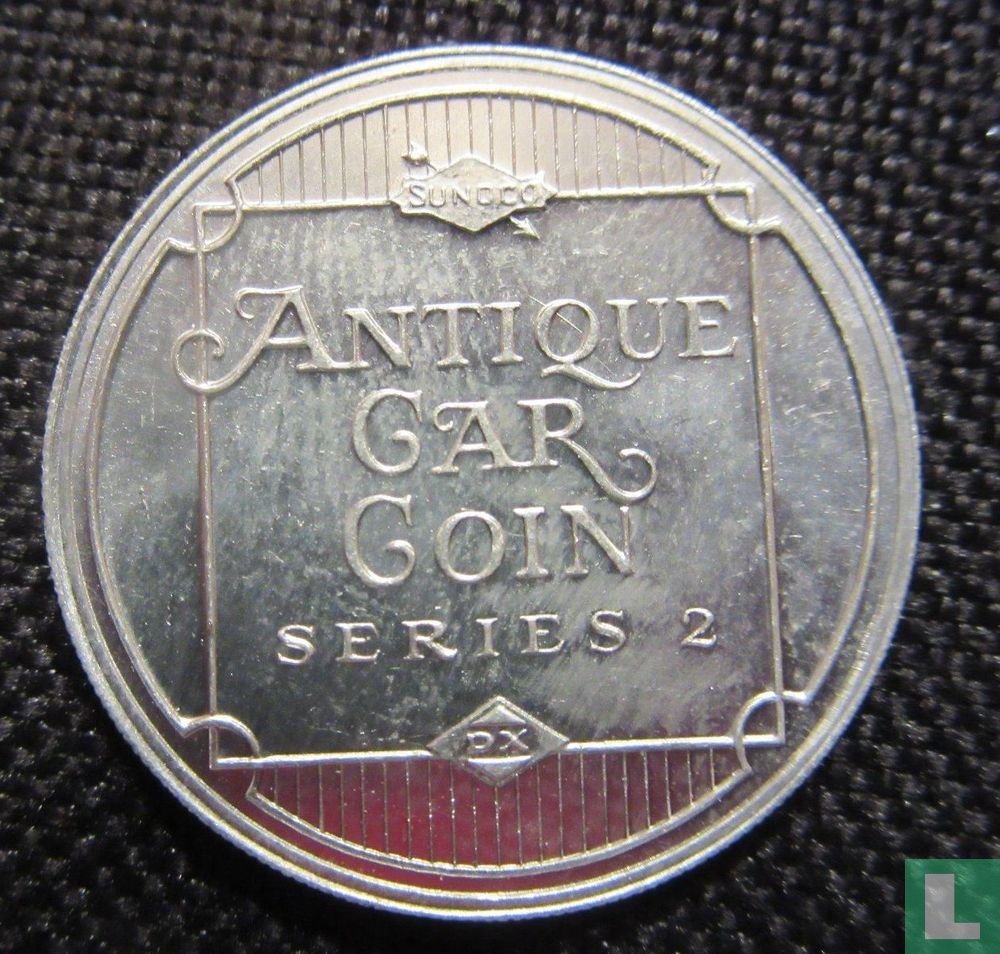 SUNOCO
ANTIQUE
CAR
COIN
SERIES 2
DX
L